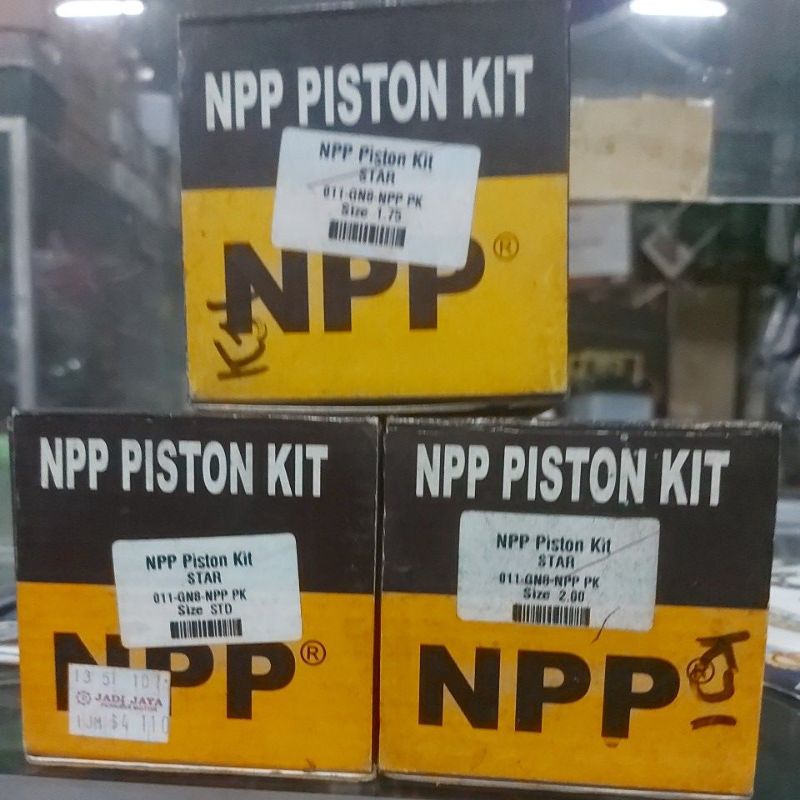 NPP PISTON KIT
NPP Piston Kit
STAR
011-GN8-NPP PK
Size 1.75
NPP®
NPP PISTON KIT
NPP Piston Kit
STAR
011-GN8-NPP PK
Size STD
NPP®
JADI JAYA
NPP PISTON KIT
NPP Piston Kit
STAR
011-GN8-NPP PK
Size 2.00
NPP